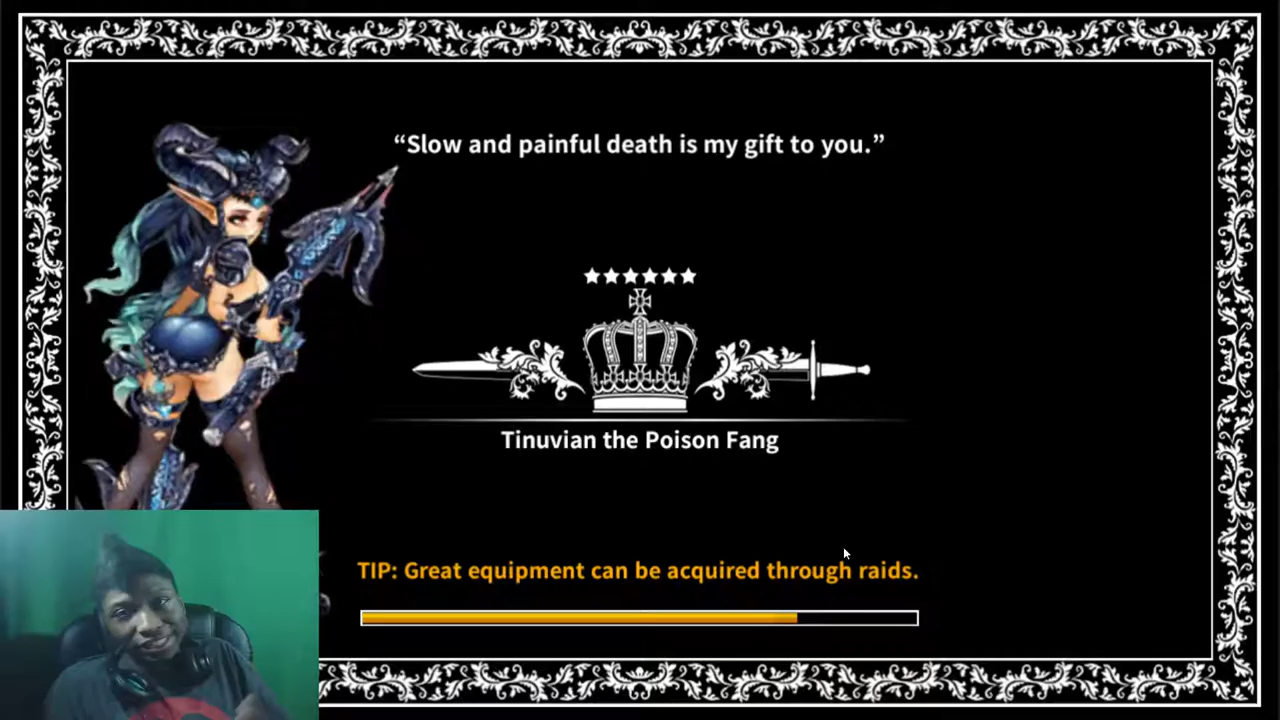 “Slow and painful death is my gift to you.”
Tinuvian the Poison Fang
TIP: Great equipment can be acquired through raids.